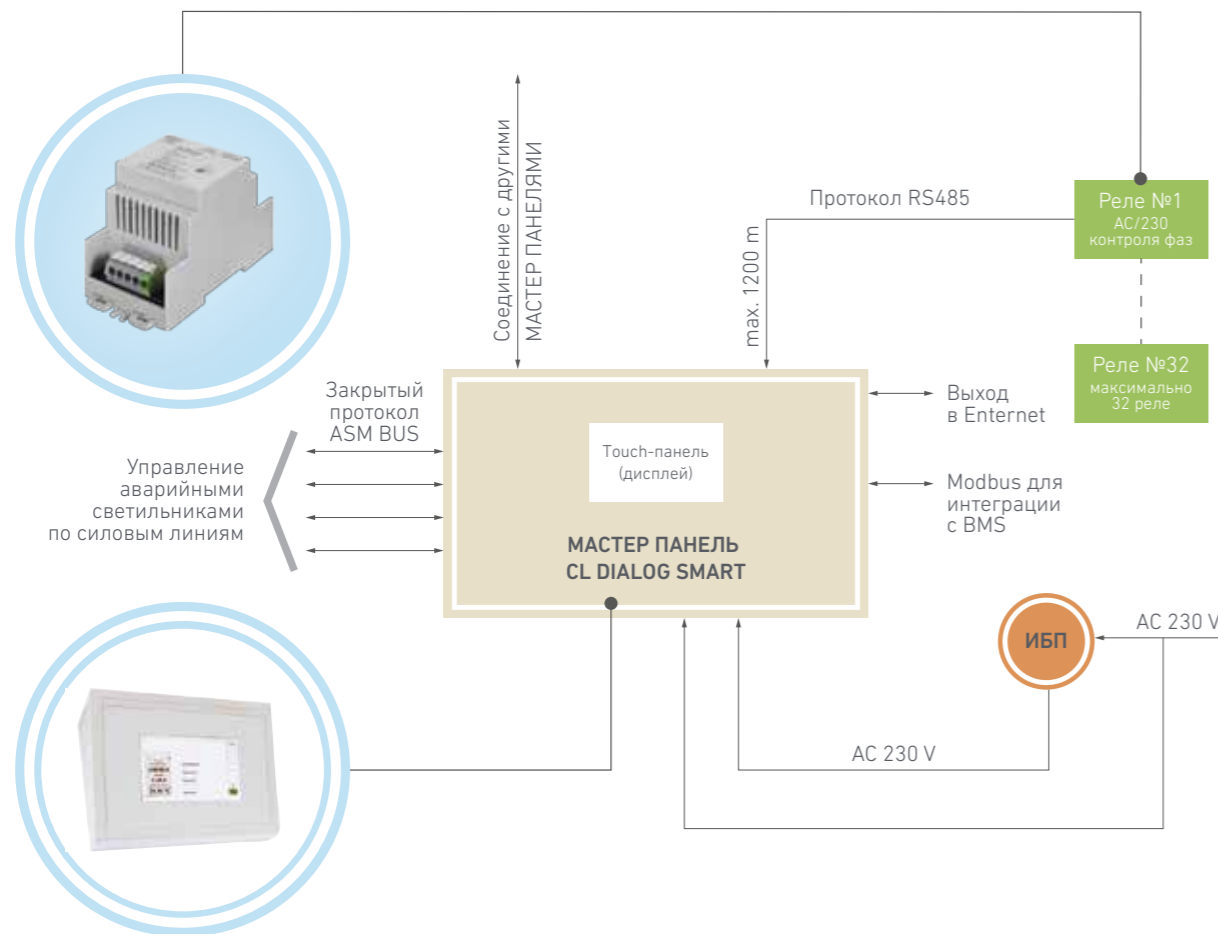 Соединение с другими
МАСТЕР ПАНЕЛЯМИ
Протокол RS485
max. 1200 m
Реле №1
AC/230
контроля фаз
Реле №32
максимально
32 реле
Закрытый
протокол
ASM BUS
Управление
аварийными
светильниками
по силовым линиям
Touch-панель
(дисплей)
МАСТЕР ПАНЕЛЬ
CL DIALOG SMART
Выход
в Enternet
Modbus для
интеграции
с BMS
ИБП
AC 230 V
AC 230 V